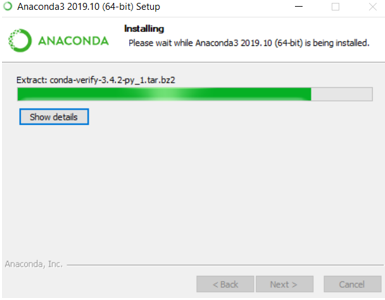 Anaconda3 2019.10 (64-bit) Setup
ANACONDA
Installing
Please wait while Anaconda3 2019.10 (64-bit) is being installed.
Extract: conda-verify-3.4.2-py_1.tar.bz2
Show details
Anaconda, Inc.
< Back Next > Cancel